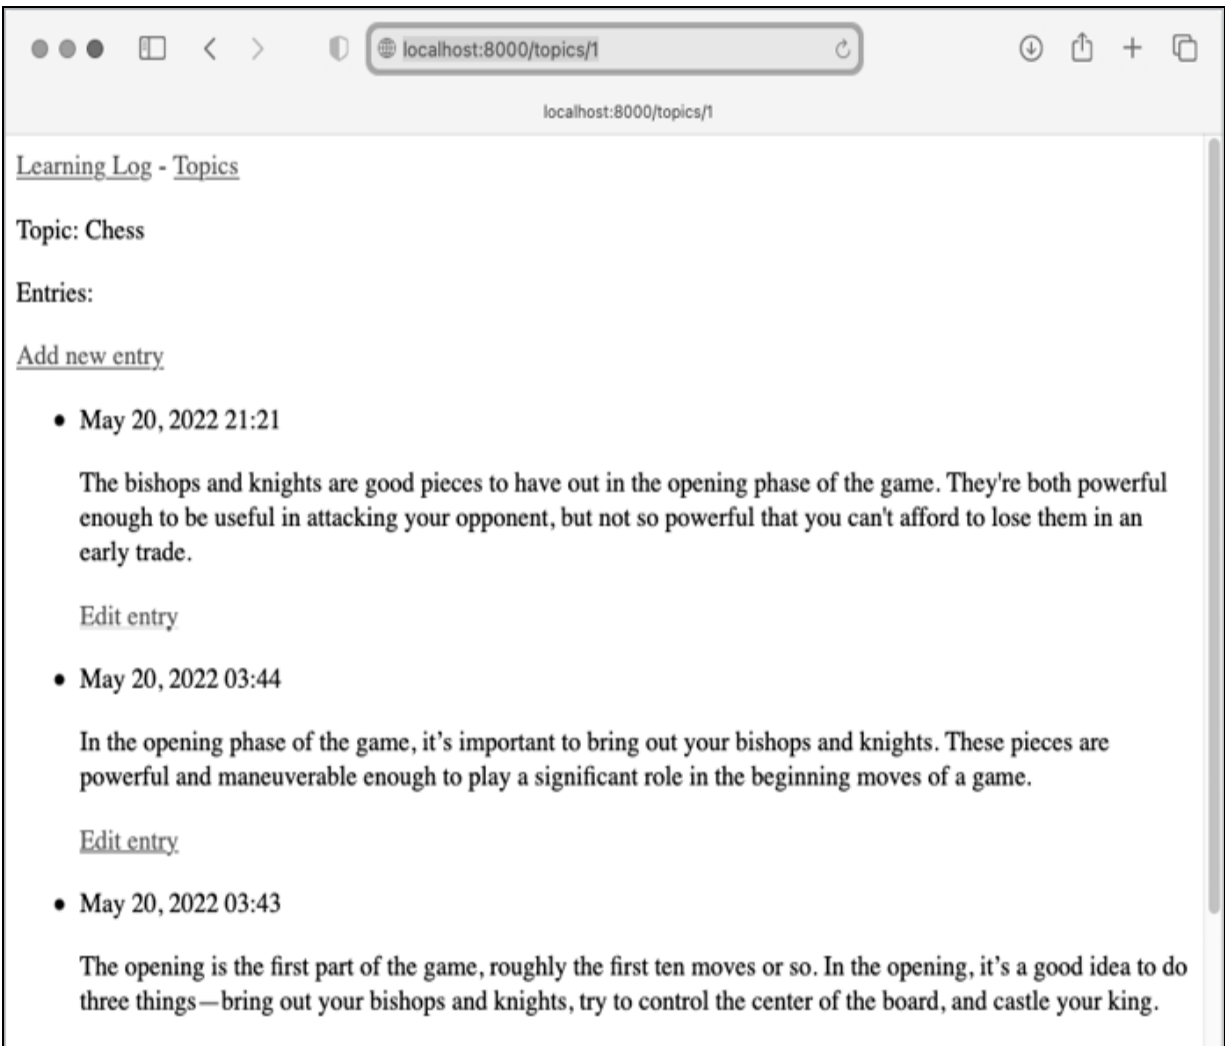 localhost:8000/topics/1
localhost:8000/topics/1
Learning Log - Topics
Topic: Chess
Entries:
Add new entry
• May 20, 2022 21:21
The bishops and knights are good pieces to have out in the opening phase of the game. They're both powerful
enough to be useful in attacking your opponent, but not so powerful that you can't afford to lose them in an
early trade.
Edit entry
• May 20, 2022 03:44
In the opening phase of the game, it’s important to bring out your bishops and knights. These pieces are
powerful and maneuverable enough to play a significant role in the beginning moves of a game.
Edit entry
• May 20, 2022 03:43
The opening is the first part of the game, roughly the first ten moves or so. In the opening, it’s a good idea to do
three things—bring out your bishops and knights, try to control the center of the board, and castle your king.